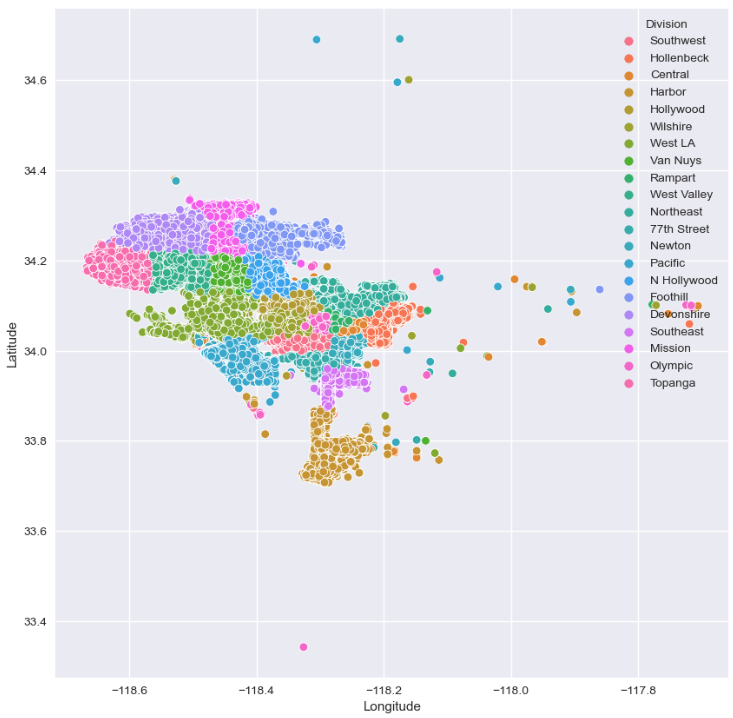 Division
Southwest
Hollenbeck
Central
Harbor
Hollywood
Wilshire
West LA
Van Nuys
Rampart
West Valley
Northeast
77th Street
Newton
Pacific
N Hollywood
Foothill
Devonshire
Southeast
Mission
Olympic
Topanga
34.6
34.4
34.2
34.0
33.8
33.6
33.4
Latitude
−118.6 −118.4 −118.2 −118.0 −117.8
Longitude